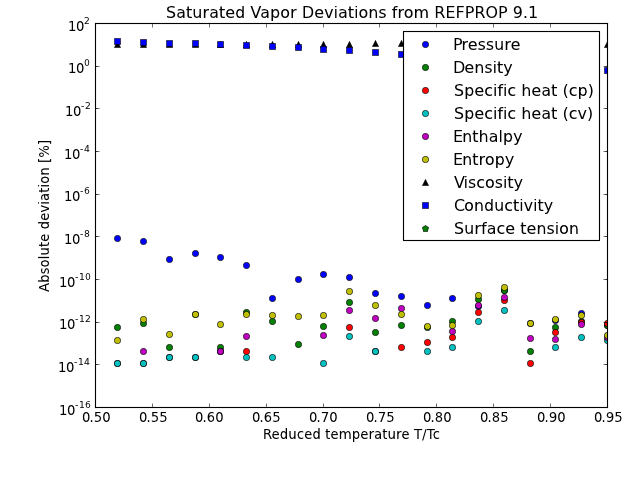 Saturated Vapor Deviations from REFPROP 9.1
10^2
10^0
10^-2
10^-4
10^-6
10^-8
10^-10
10^-12
10^-14
10^-16
Absolute deviation [%]
Pressure
Density
Specific heat (cp)
Specific heat (cv)
Enthalpy
Entropy
Viscosity
Conductivity
Surface tension
0.50 0.55 0.60 0.65 0.70 0.75 0.80 0.85 0.90 0.95
Reduced temperature T/Tc